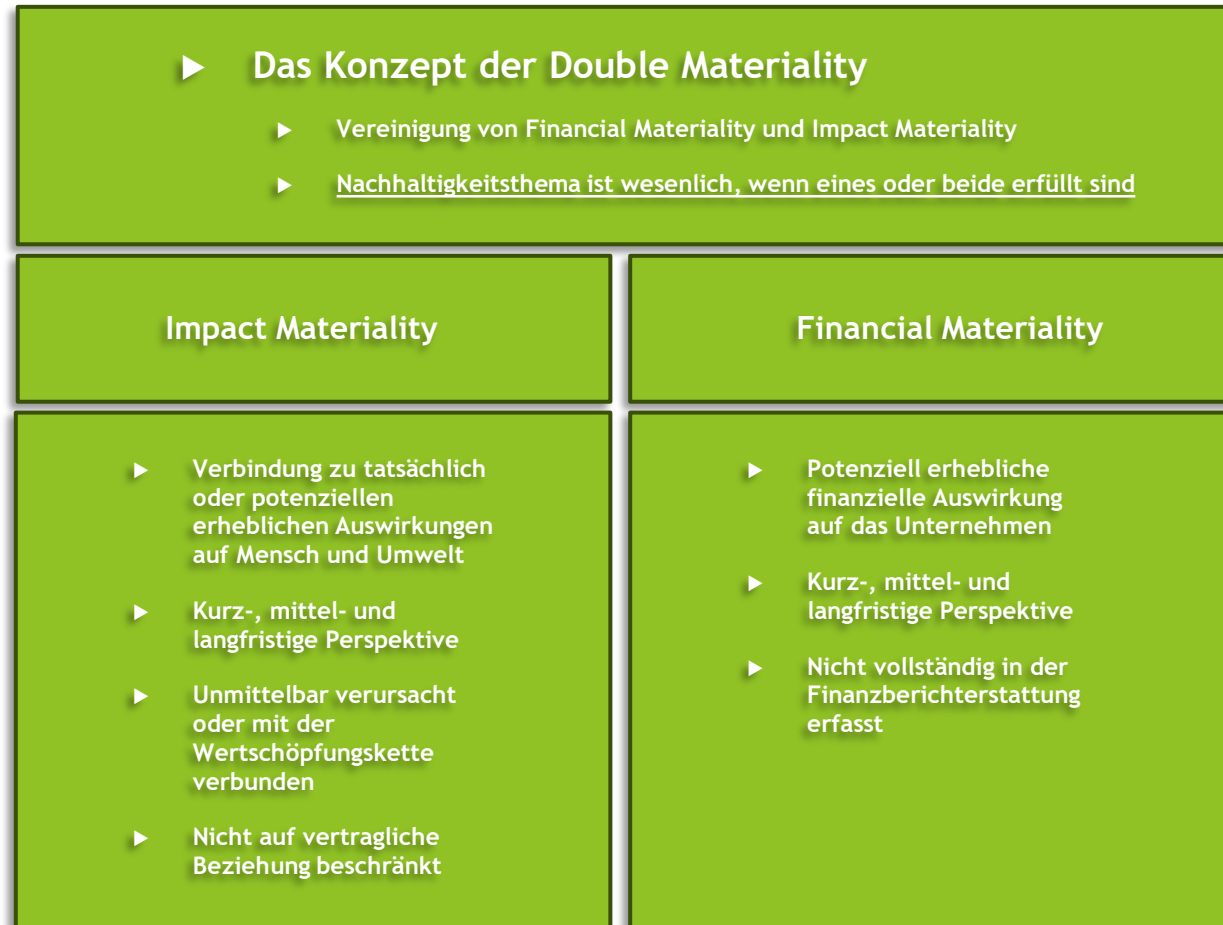 Das Konzept der Double Materiality
Vereinigung von Financial Materiality und Impact Materiality
Nachhaltigkeitsthema ist wesenlich, wenn eines oder beide erfüllt sind
Impact Materiality
Financial Materiality
Verbindung zu tatsächlich
oder potenziellen
erheblichen Auswirkungen
auf Mensch und Umwelt
Kurz-, mittel- und
langfristige Perspektive
Unmittelbar verursacht
oder mit der
Wertschöpfungskette
verbunden
Nicht auf vertragliche
Beziehung beschränkt
Potenziell erhebliche
finanzielle Auswirkung
auf das Unternehmen
Kurz-, mittel- und
langfristige Perspektive
Nicht vollständig in der
Finanzberichterstattung
erfasst